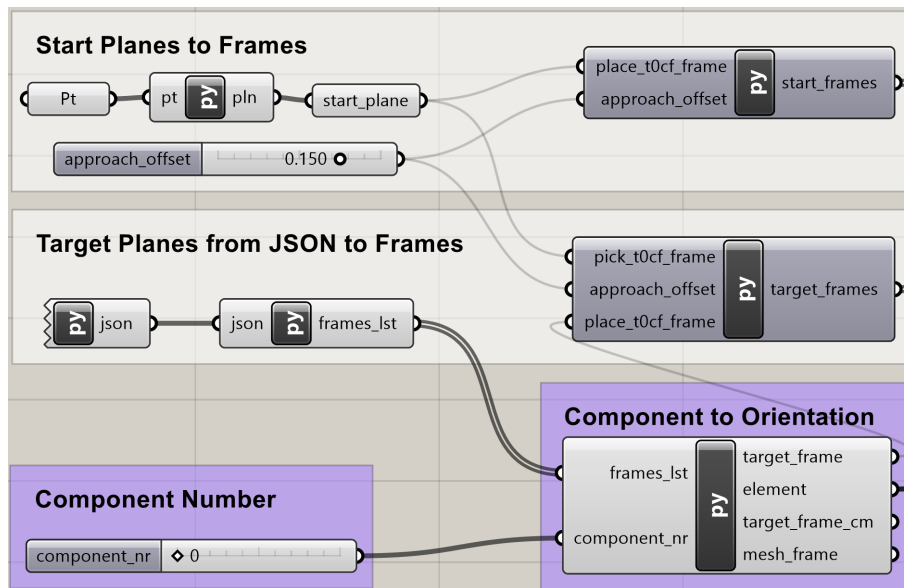 Start Planes to Frames
Pt
pt py pln
start_plane
place_t0cf_frame
approach_offset
py
start_frames
approach_offset 0.150
Target Planes from JSON to Frames
py json
json py frames_lst
pick_t0cf_frame
approach_offset
place_t0cf_frame
py
target_frames
Component to Orientation
frames_lst
component_nr
py
target_frame
element
target_frame_cm
mesh_frame
Component Number
component_nr 0